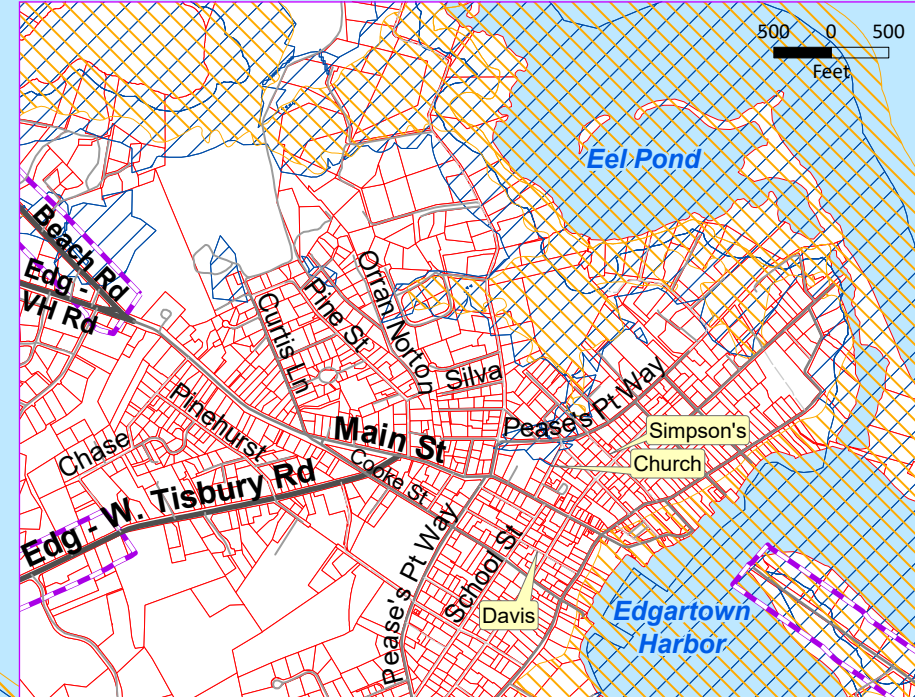 500 0 500
Feet
Eel Pond
Beach Rd
Edg -
VH Rd
Orran Norton
Pine St
Curtis Ln
Silva
Pinehurst
Chase
Main St
Pease's Pt Way
Simpson's
Church
Cooke St
Edg - W. Tisbury Rd
Pease's Pt Way
School St
Davis
Edgartown
Harbor